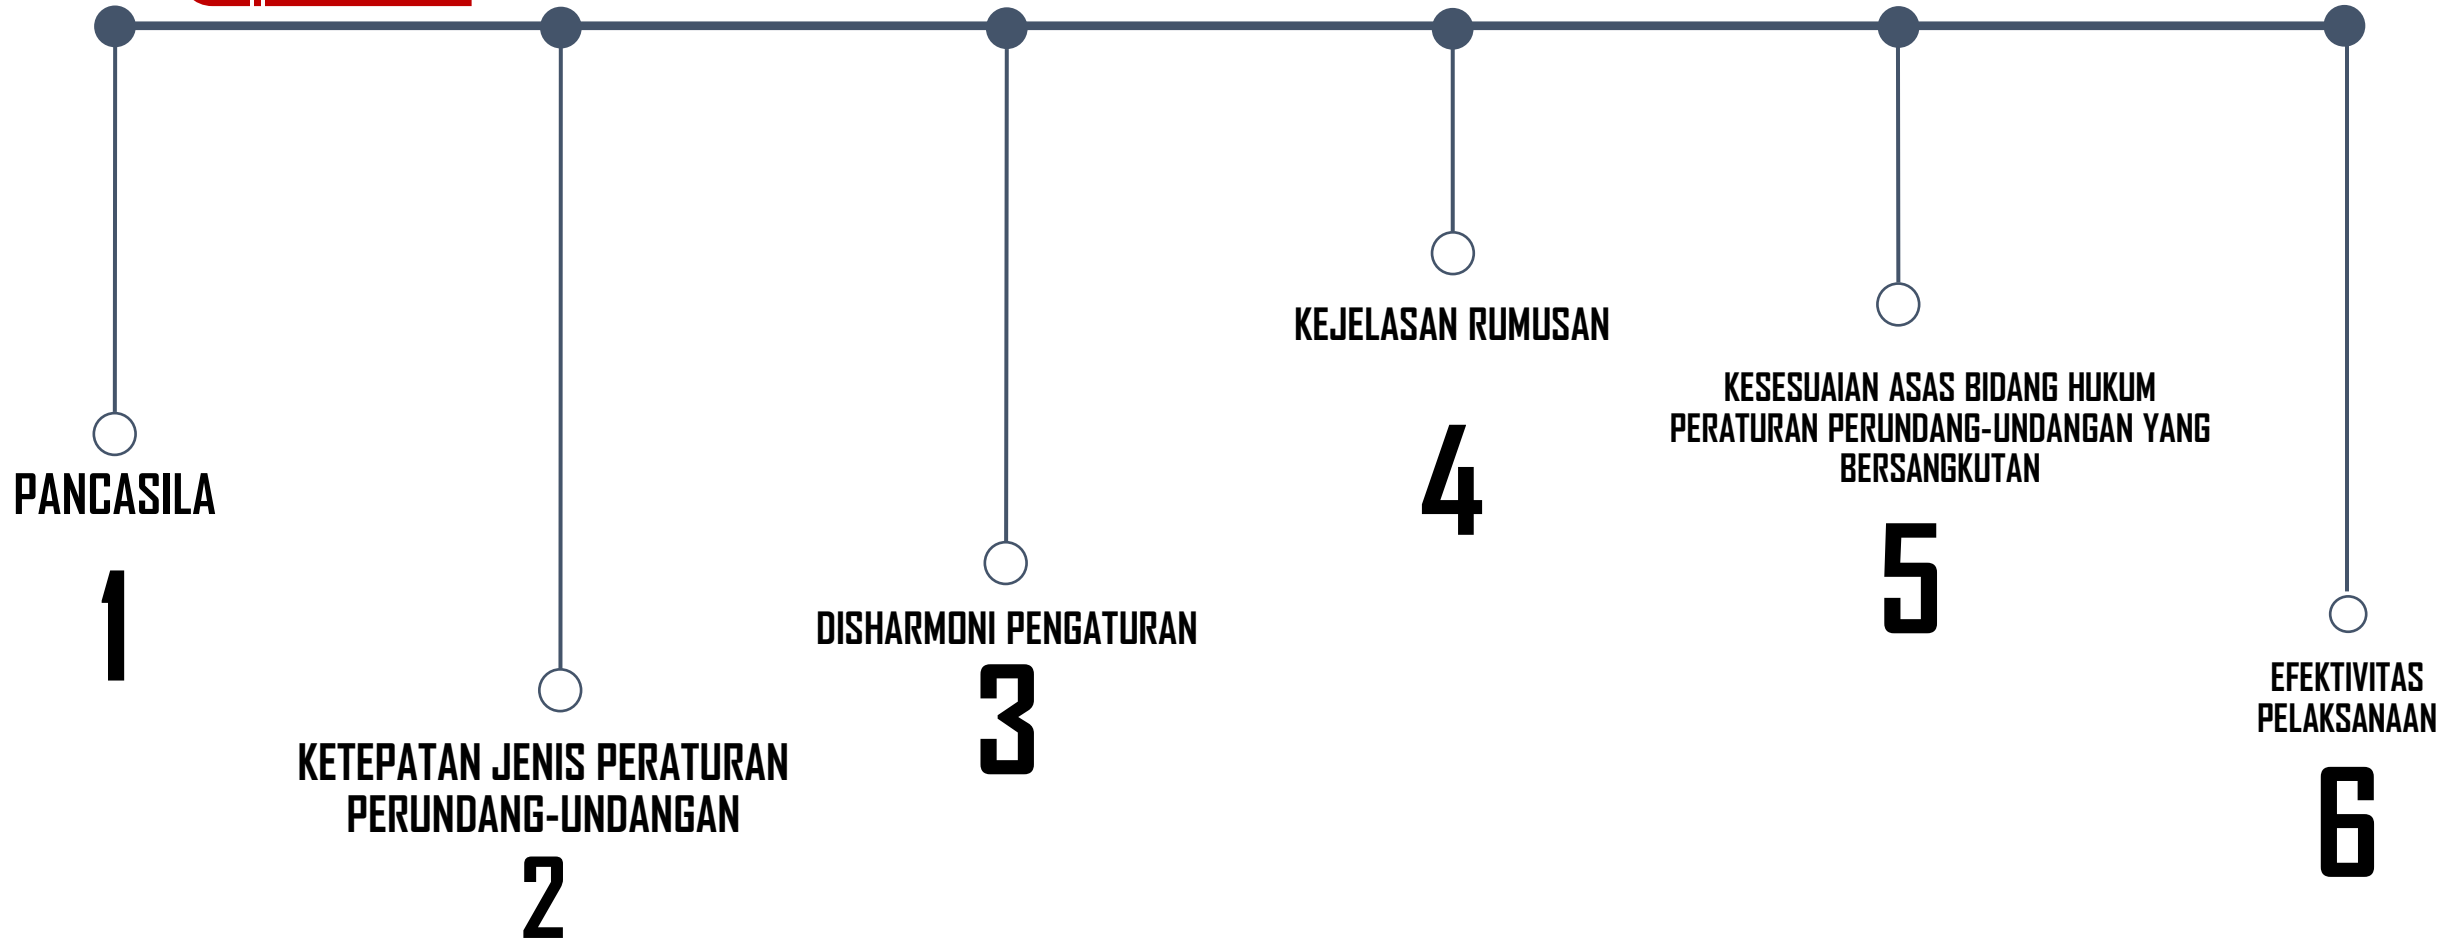 PANCASILA
1
KETEPATAN JENIS PERATURAN
PERUNDANG-UNDANGAN
2
DISHARMONI PENGATURAN
3
KEJELASAN RUMUSAN
4
KESESUAIAN ASAS BIDANG HUKUM
PERATURAN PERUNDANG-UNDANGAN YANG
BERSANGKUTAN
5
EFEKTIVITAS
PELAKSANAAN
6